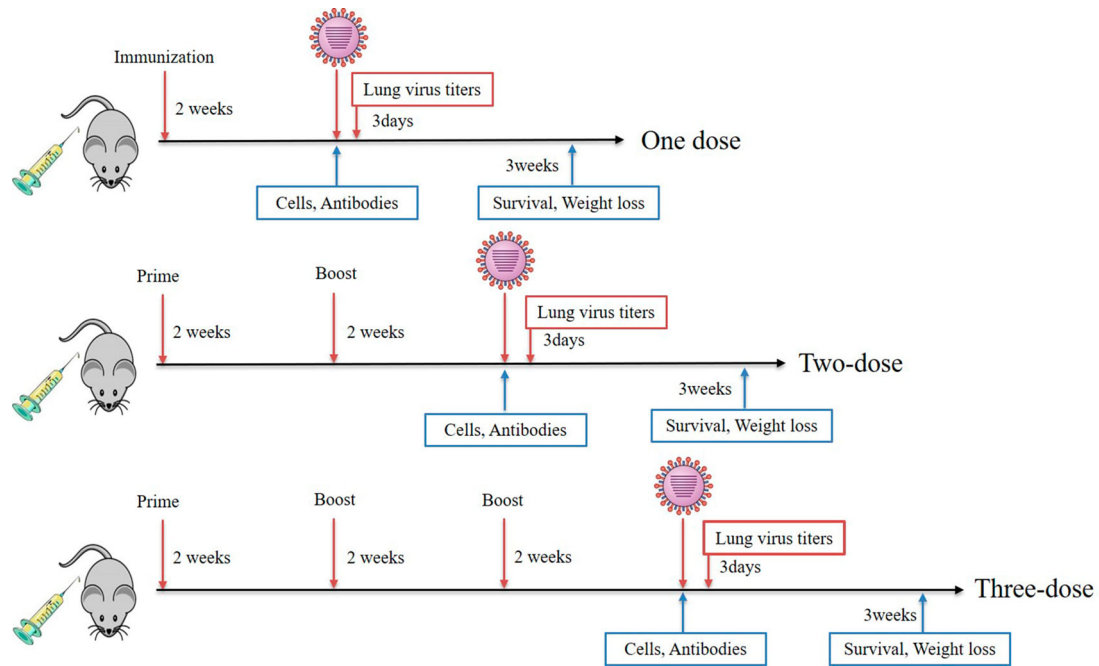 Immunization
2 weeks
Lung virus titers
3days
One dose
3weeks
Cells, Antibodies
Survival, Weight loss
Prime
Boost
2 weeks
2 weeks
Lung virus titers
3days
Two-dose
3weeks
Cells, Antibodies
Survival, Weight loss
Prime
Boost
Boost
2 weeks
2 weeks
2 weeks
Lung virus titers
3days
Three-dose
3weeks
Cells, Antibodies
Survival, Weight loss